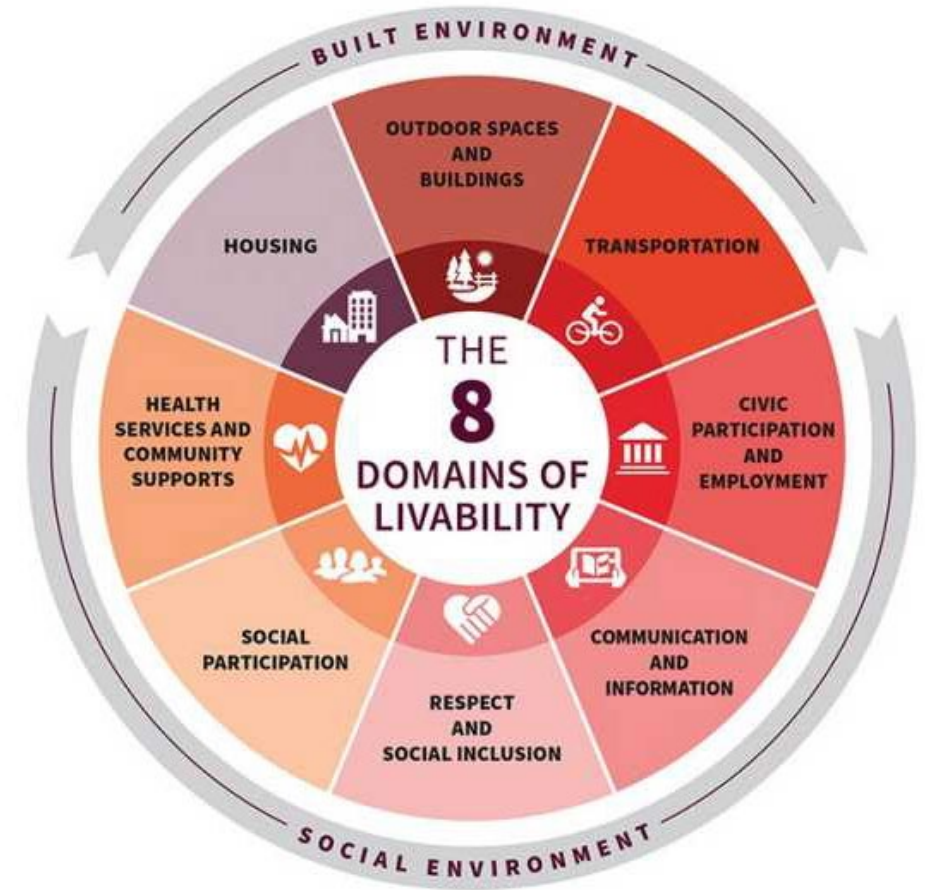 BUILT ENVIRONMENT
OUTDOOR SPACES
AND
BUILDINGS
TRANSPORTATION
CIVIC
PARTICIPATION
AND
EMPLOYMENT
COMMUNICATION
AND
INFORMATION
RESPECT
AND
SOCIAL INCLUSION
SOCIAL
PARTICIPATION
HEALTH
SERVICES AND
COMMUNITY
SUPPORTS
HOUSING
THE
8
DOMAINS OF
LIVABILITY
SOCIAL ENVIRONMENT